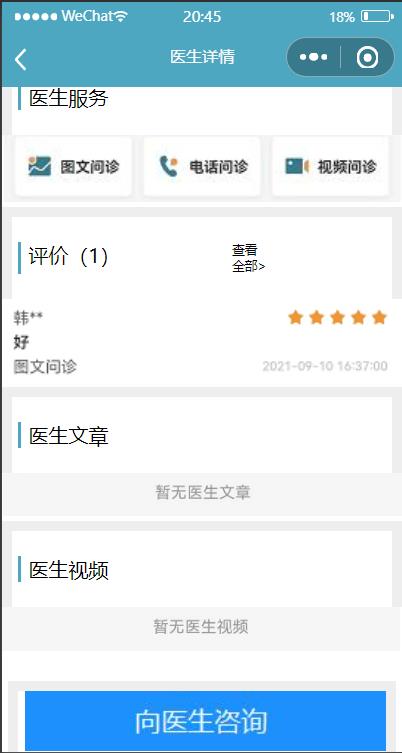 WeChat 20:45 18%
医生详情
医生服务
图文问诊 电话问诊 视频问诊
评价（1） 查看
全部>
韩**
好
图文问诊 2021-09-10 16:37:00
医生文章
暂无医生文章
医生视频
暂无医生视频
向医生咨询